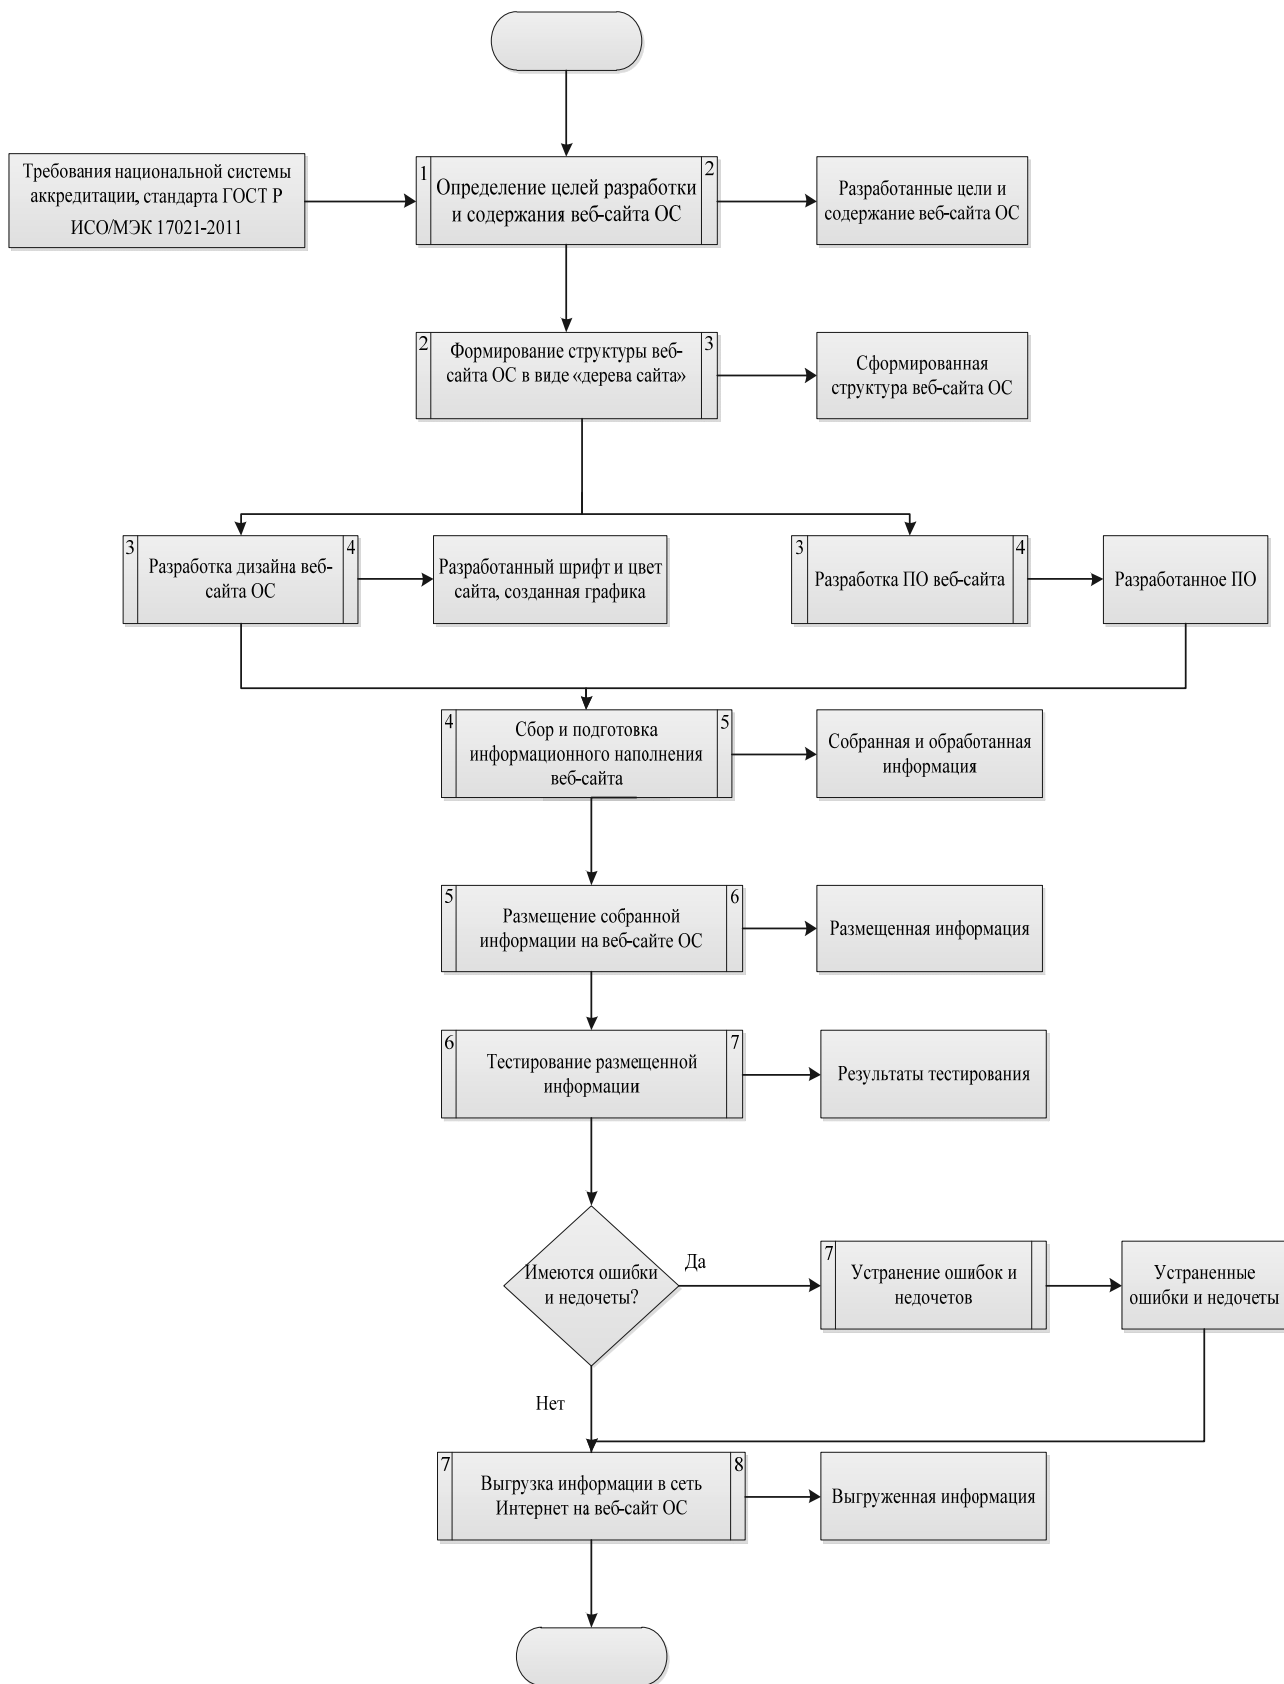 Требования национальной системы
аккредитации, стандарта ГОСТ Р
ИСО/МЭК 17021-2011
1
Определение целей разработки
и содержания веб-сайта ОС
2
Разработанные цели и
содержание веб-сайта ОС
2
Формирование структуры веб-
сайта ОС в виде «дерева сайта»
3
Сформированная
структура веб-сайта ОС
3
Разработка дизайна веб-
сайта ОС
4
Разработанный шрифт и цвет
сайта, созданная графика
3
Разработка ПО веб-сайта
4
Разработанное ПО
4
Сбор и подготовка
информационного наполнения
веб-сайта
5
Собранная и обработанная
информация
5
Размещение собранной
информации на веб-сайте ОС
6
Размещенная информация
6
Тестирование размещенной
информации
7
Результаты тестирования
Имеются ошибки
и недочеты?
Да
7
Устранение ошибок и
недочетов
Устраненные
ошибки и недочеты
Нет
7
Выгрузка информации в сеть
Интернет на веб-сайт ОС
8
Выгруженная информация